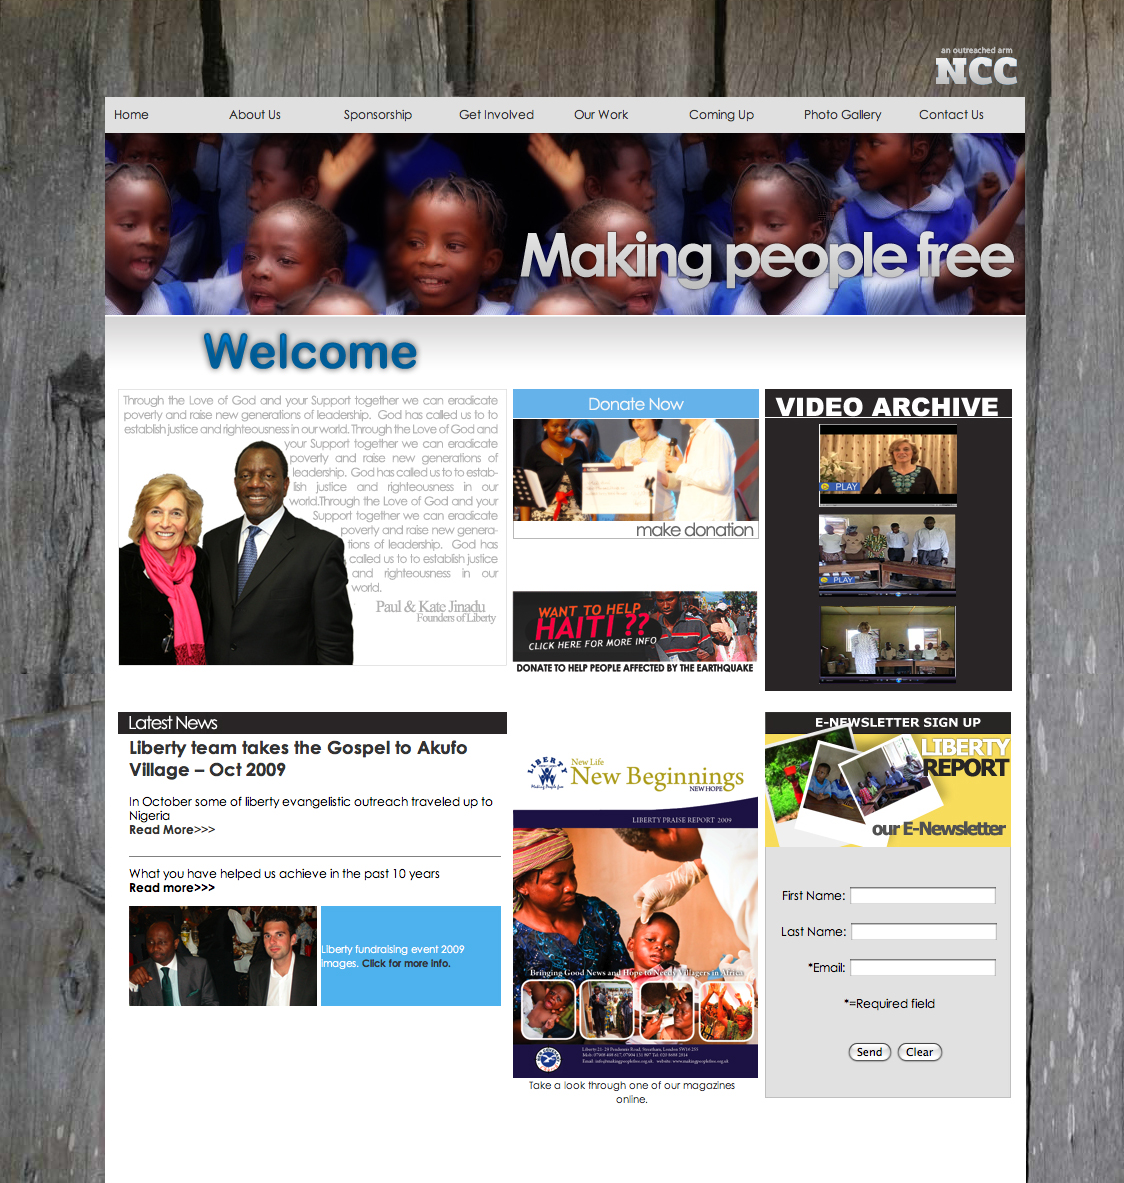 an outreached arm
NCC
Home
About Us
Sponsorship
Get Involved
Our Work
Coming Up
Photo Gallery
Contact Us
Making people free
Welcome
Through the Love of God and your Support together we can eradicate
poverty and raise new generations of leadership. God has called us to to
establish justice and righteousness in our world. Through the Love of God and
your Support together we can eradicate
poverty and raise new generations of
leadership. God has called us to to estab-
lish justice and righteousness in our
world.Through the Love of God and your
Support together we can eradicate
poverty and raise new genera-
tions of leadership. God has
called us to to establish justice
and righteousness in our
world.
Paul & Kate Jinadu
Founders of Liberty
Donate Now
make donation
WANT TO HELP
HAITI ??
CLICK HERE FOR MORE INFO
DONATE TO HELP PEOPLE AFFECTED BY THE EARTHQUAKE
VIDEO ARCHIVE
PLAY
PLAY
Latest News
Liberty team takes the Gospel to Akufo
Village – Oct 2009
In October some of liberty evangelistic outreach traveled up to
Nigeria
Read More>>>
What you have helped us achieve in the past 10 years
Read more>>>
Liberty fundraising event 2009
images. Click for more info.
LIBERTY
Making People free
New Life
New Beginnings
NEW HOPE
LIBERTY PRAISE REPORT 2009
Bringing Good News and Hope to Needy Villagers in Africa
Take a look through one of our magazines
online.
E-NEWSLETTER SIGN UP
LIBERTY
REPORT
our E-Newsletter
First Name:
Last Name:
*Email:
*=Required field
Send
Clear